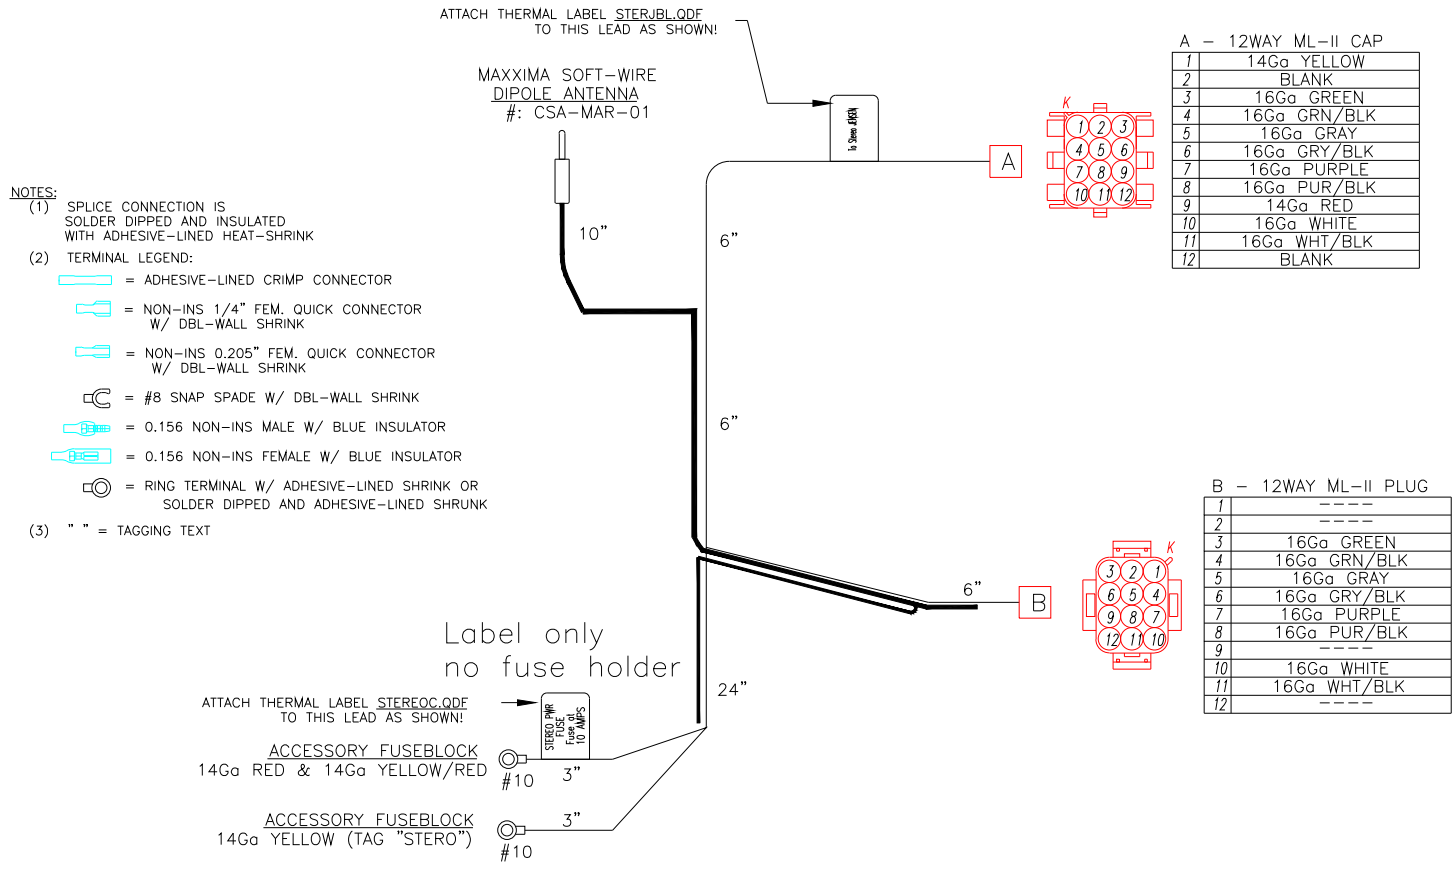 ATTACH THERMAL LABEL STERJBL.QDF
TO THIS LEAD AS SHOWN!
MAXXIMA SOFT-WIRE
DIPOLE ANTENNA
#: CSA-MAR-01
To Stereo JENSEN
10"
6"
6"
A
K
1 2 3
4 5 6
7 8 9
10 11 12
A - 12WAY ML-II CAP
1 14Ga YELLOW
2 BLANK
3 16Ga GREEN
4 16Ga GRN/BLK
5 16Ga GRAY
6 16Ga GRY/BLK
7 16Ga PURPLE
8 16Ga PUR/BLK
9 14Ga RED
10 16Ga WHITE
11 16Ga WHT/BLK
12 BLANK
NOTES:
(1) SPLICE CONNECTION IS
SOLDER DIPPED AND INSULATED
WITH ADHESIVE-LINED HEAT-SHRINK
(2) TERMINAL LEGEND:
= ADHESIVE-LINED CRIMP CONNECTOR
= NON-INS 1/4" FEM. QUICK CONNECTOR
W/ DBL-WALL SHRINK
= NON-INS 0.205" FEM. QUICK CONNECTOR
W/ DBL-WALL SHRINK
= #8 SNAP SPADE W/ DBL-WALL SHRINK
= 0.156 NON-INS MALE W/ BLUE INSULATOR
= 0.156 NON-INS FEMALE W/ BLUE INSULATOR
= RING TERMINAL W/ ADHESIVE-LINED SHRINK OR
SOLDER DIPPED AND ADHESIVE-LINED SHRUNK
(3) " " = TAGGING TEXT
6"
B
K
3 2 1
6 5 4
9 8 7
12 11 10
B - 12WAY ML-II PLUG
1 ----
2 ----
3 16Ga GREEN
4 16Ga GRN/BLK
5 16Ga GRAY
6 16Ga GRY/BLK
7 16Ga PURPLE
8 16Ga PUR/BLK
9 ----
10 16Ga WHITE
11 16Ga WHT/BLK
12 ----
Label only
no fuse holder
24"
ATTACH THERMAL LABEL STEREOC.QDF
TO THIS LEAD AS SHOWN!
STEREO PWR
FUSE
Fuse at
10 AMPS
ACCESSORY FUSEBLOCK
14Ga RED & 14Ga YELLOW/RED
#10
3"
ACCESSORY FUSEBLOCK
14Ga YELLOW (TAG "STERO")
#10
3"